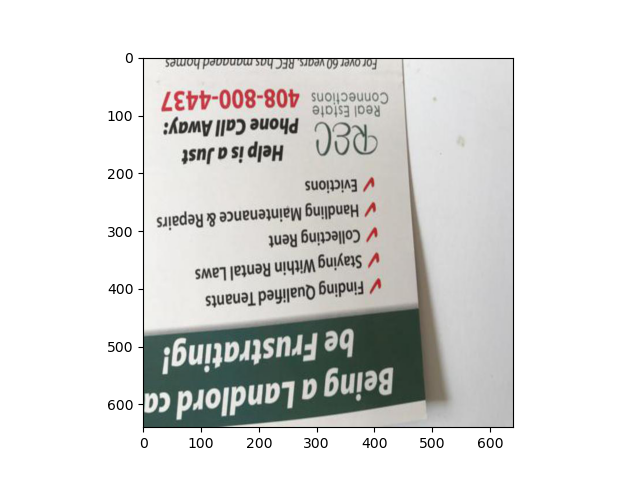 Being a Landlord ca
be Frustrating!
Finding Qualified Tenants
Staying Within Rental Laws
Collecting Rent
Handling Maintenance & Repairs
Evictions
REC
Real Estate
Connections
Help is a Just
Phone Call Away:
408-800-4437
For over 60 years, REC has managed homes
0
100
200
300
400
500
600
0 100 200 300 400 500 600